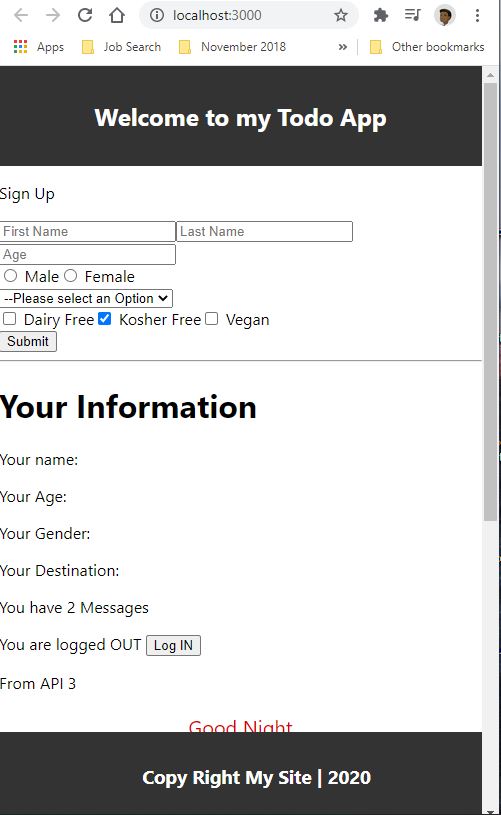 localhost:3000
Apps Job Search November 2018 » Other bookmarks
Welcome to my Todo App
Sign Up
First Name Last Name
Age
Male Female
--Please select an Option
Dairy Free Kosher Free Vegan
Submit
Your Information
Your name:
Your Age:
Your Gender:
Your Destination:
You have 2 Messages
You are logged OUT Log IN
From API 3
Good Night
Copy Right My Site | 2020